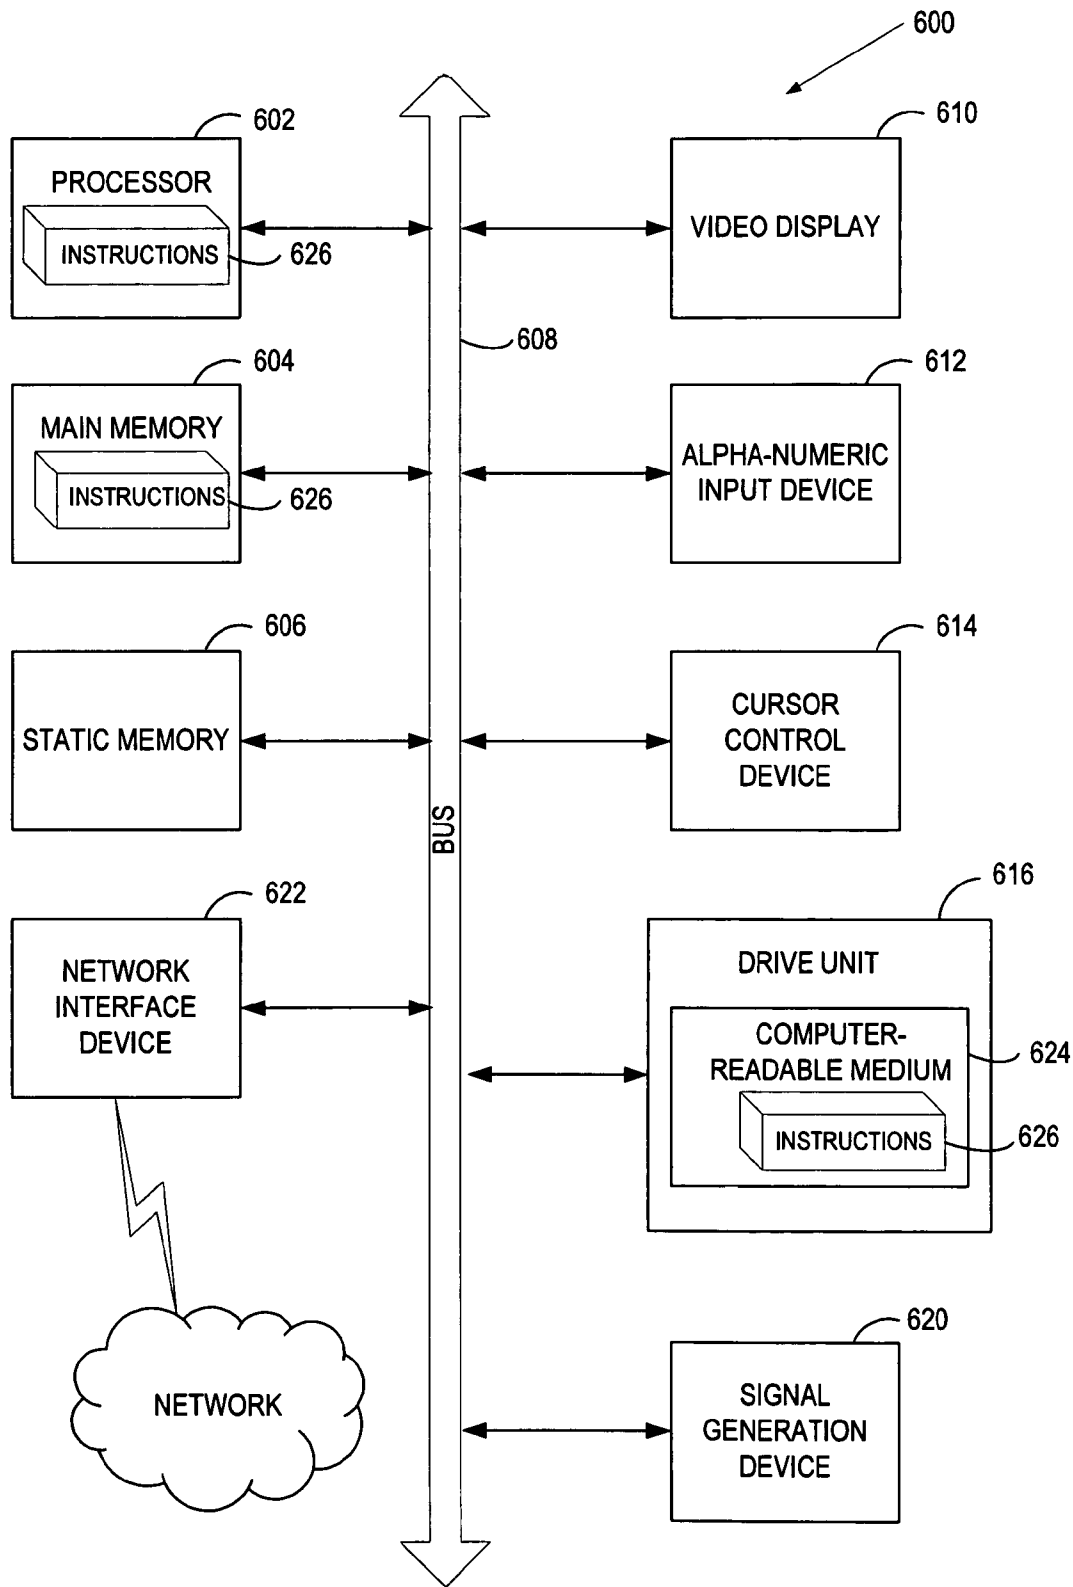 600
602
PROCESSOR
INSTRUCTIONS
626
604
MAIN MEMORY
INSTRUCTIONS
626
606
STATIC MEMORY
622
NETWORK
INTERFACE
DEVICE
NETWORK
608
BUS
610
VIDEO DISPLAY
612
ALPHA-NUMERIC
INPUT DEVICE
614
CURSOR
CONTROL
DEVICE
616
DRIVE UNIT
COMPUTER-
READABLE MEDIUM
624
INSTRUCTIONS
626
620
SIGNAL
GENERATION
DEVICE